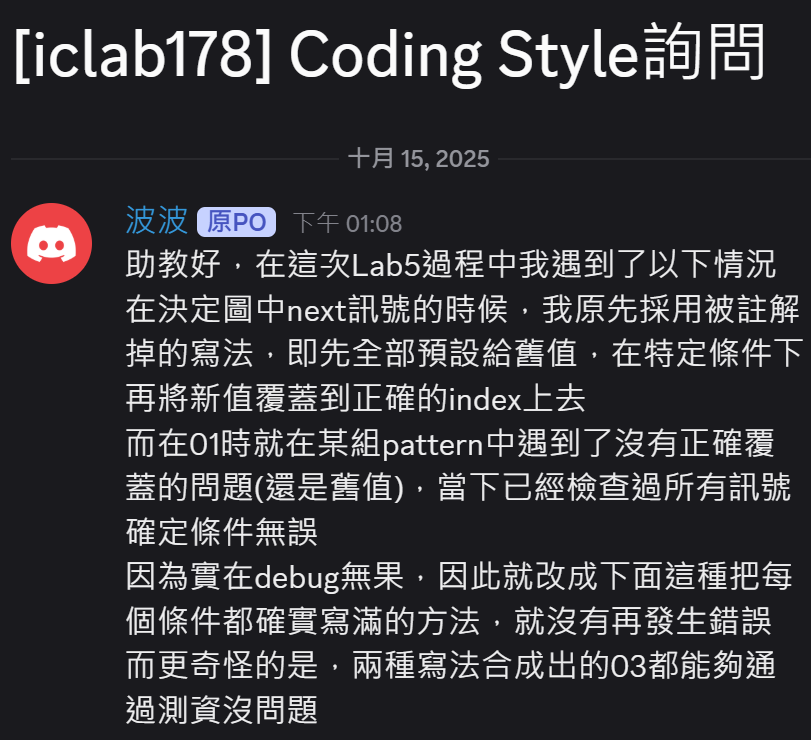 [iclab178] Coding Style詢問
十月 15, 2025
波波 原PO 下午 01:08
助教好，在這次Lab5過程中我遇到了以下情況
在決定圖中next訊號的時候，我原先採用被註解
掉的寫法，即先全部預設給舊值，在特定條件下
再將新值覆蓋到正確的index上去
而在01時就在某組pattern中遇到了沒有正確覆
蓋的問題(還是舊值)，當下已經檢查過所有訊號
確定條件無誤
因為實在debug無果，因此就改成下面這種把每
個條件都確實寫滿的方法，就沒有再發生錯誤
而更奇怪的是，兩種寫法合成出的03都能夠通
過測資沒問題